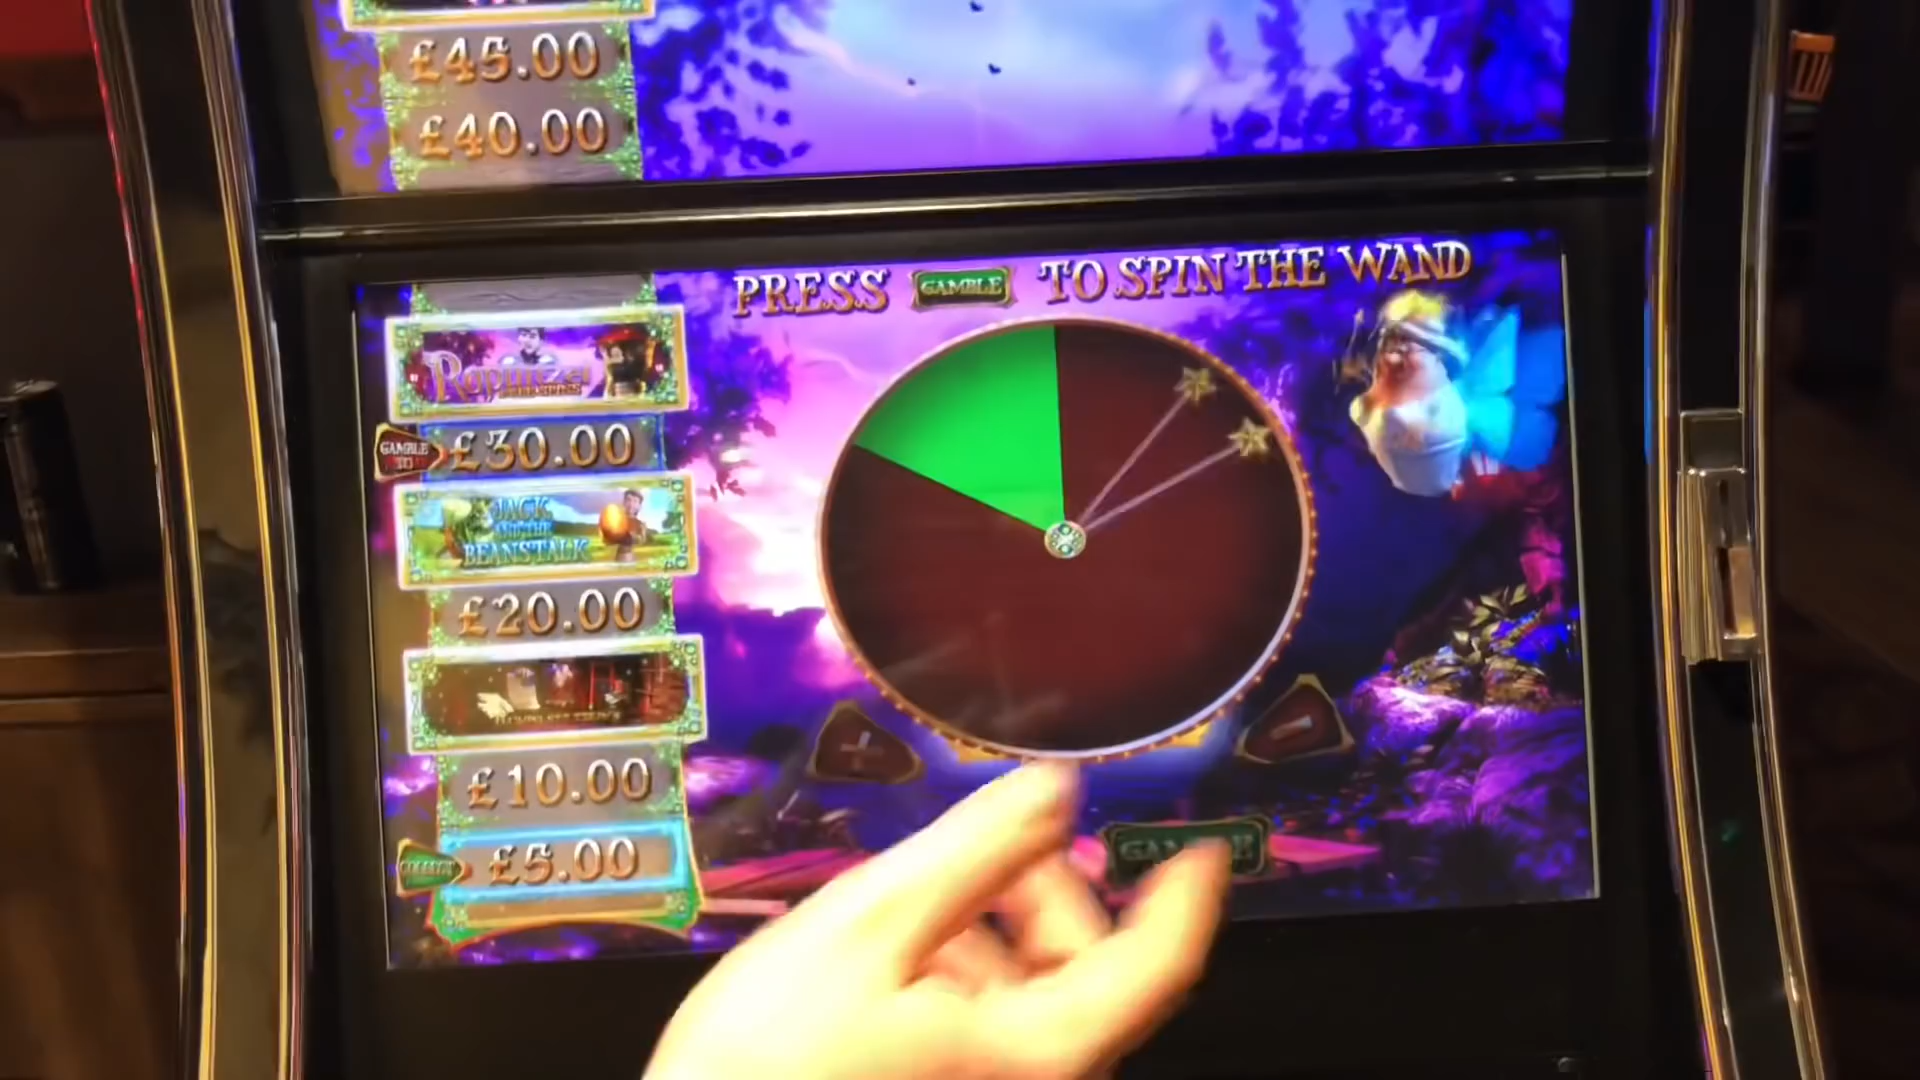 £45.00
£40.00
PRESS GAMBLE TO SPIN THE WAND
Rapunzel
GAMBLE TO
£30.00
JACK
AND THE
BEANSTALK
£20.00
£10.00
COLLECT
£5.00
GAMBLE